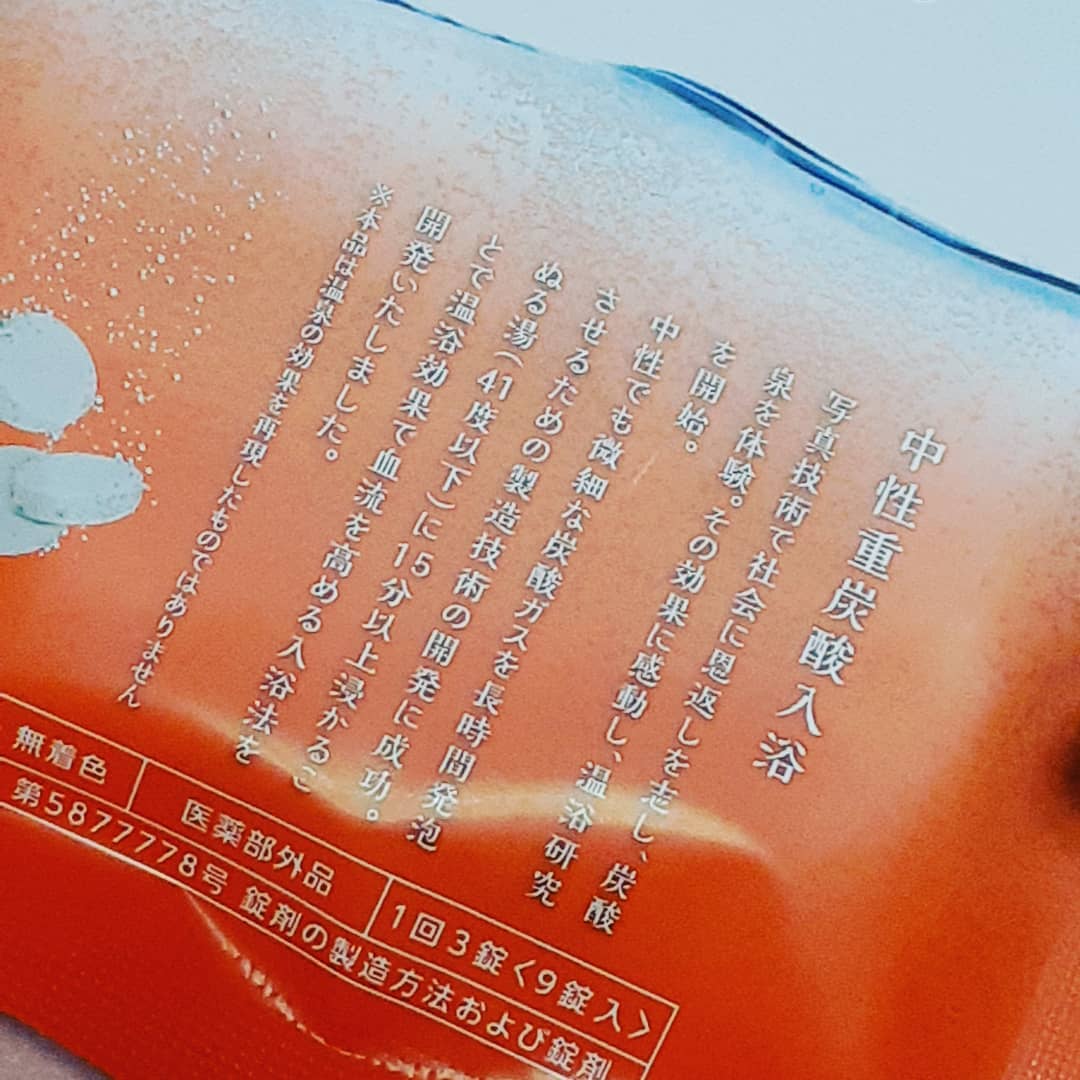 中性重炭酸入浴
写真技術で社会に恩返しを志し、炭酸
泉を体験。その効果に感動し、温浴研究
を開始。
中性でも微細な炭酸ガスを長時間発泡
させるための製造技術の開発に成功。
ぬる湯(41度以下)に15分以上浸かるこ
とで温浴効果で血流を高める入浴法を
開発いたしました。
※本品は温泉の効果を再現したものではありません
無着色
医薬部外品
1回3錠<9錠入>
第5877778号 錠剤の製造方法および錠剤